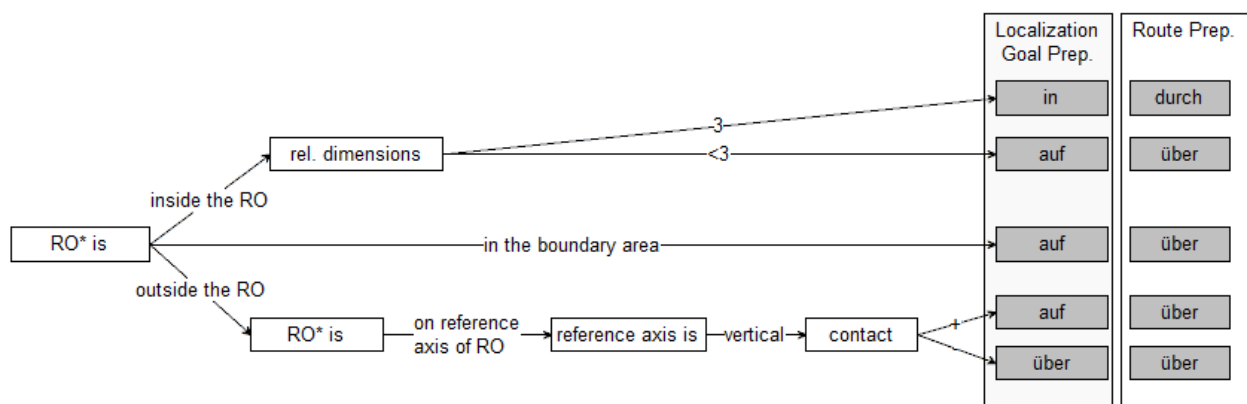 Localization
Goal Prep.
Route Prep.
in
durch
3
rel. dimensions
<3
auf
über
inside the RO
RO* is
in the boundary area
auf
über
outside the RO
auf
über
+
RO* is
on reference
axis of RO
reference axis is
vertical
contact
-
über
über